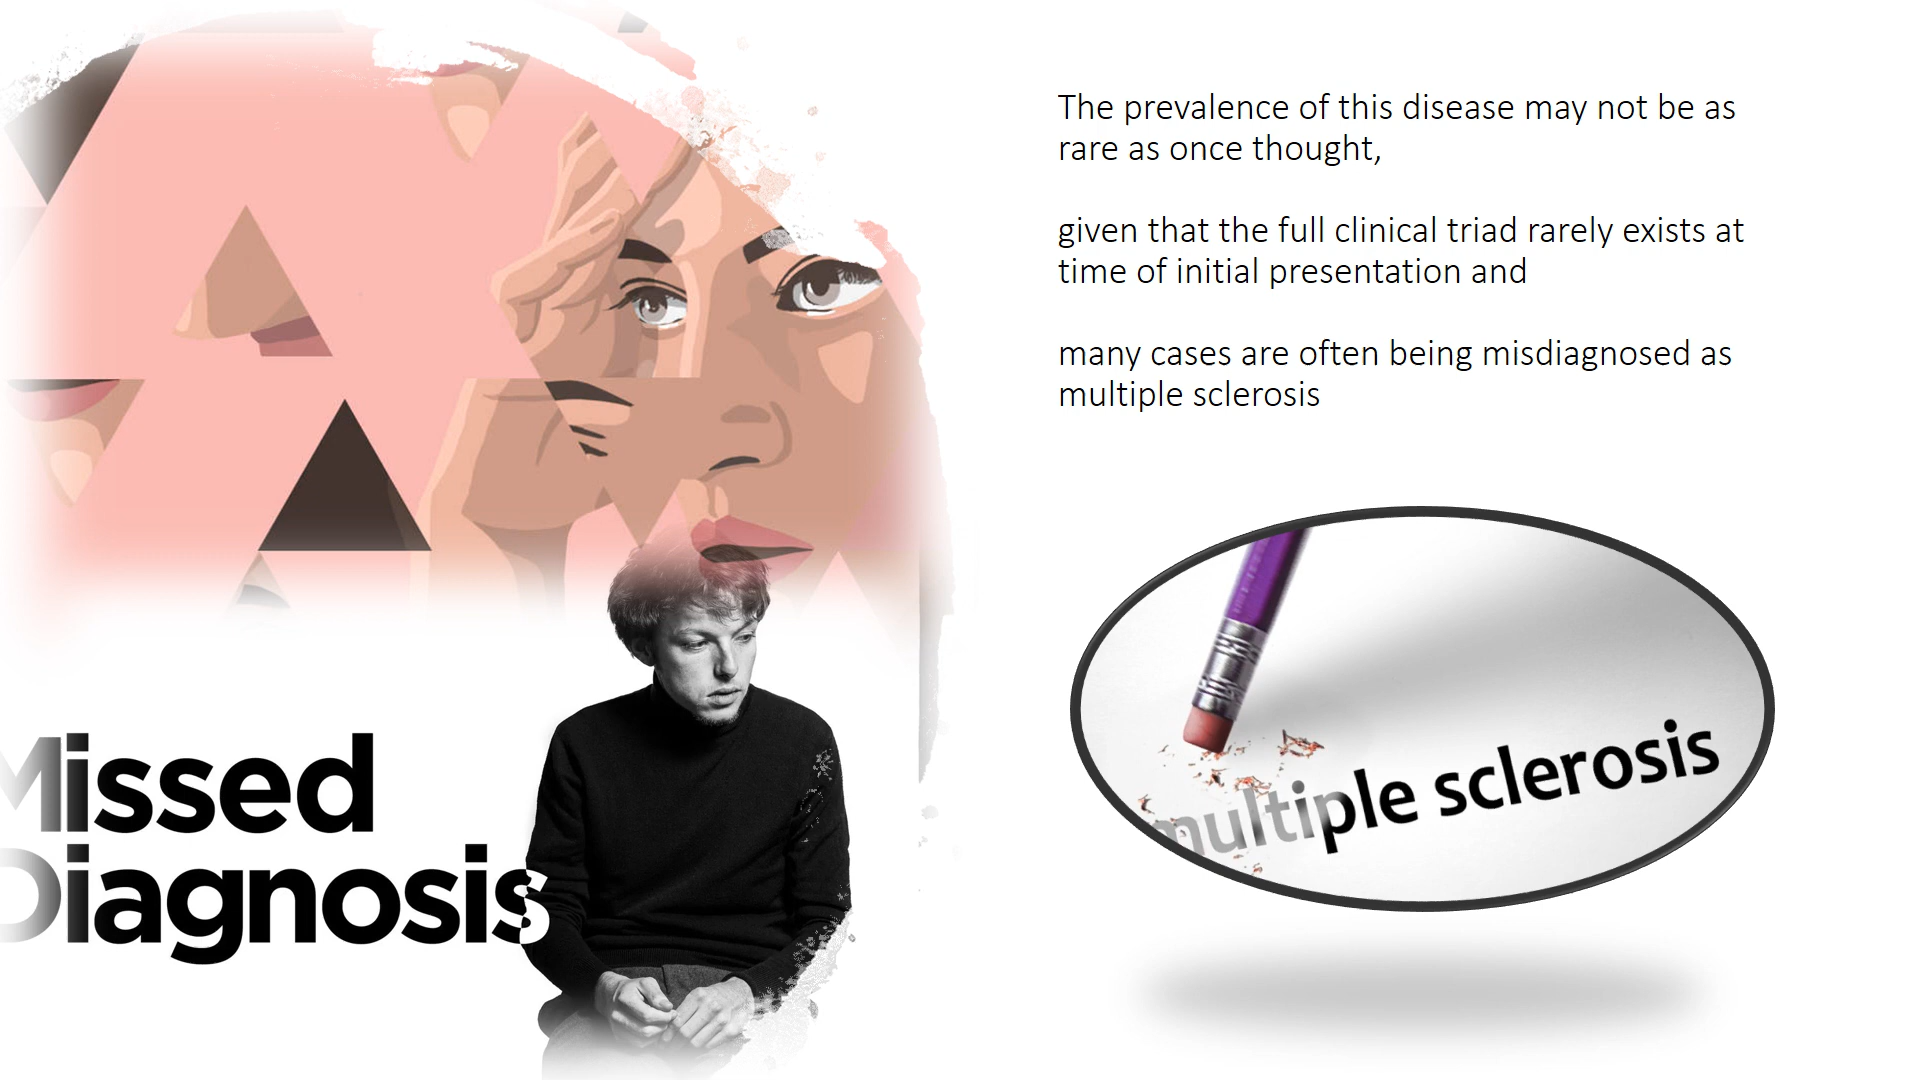 The prevalence of this disease may not be as
rare as once thought,
given that the full clinical triad rarely exists at
time of initial presentation and
many cases are often being misdiagnosed as
multiple sclerosis
Missed
Diagnosis
multiple sclerosis